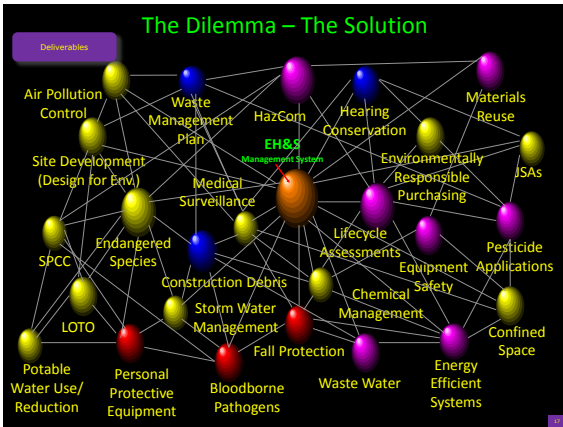 The Dilemma – The Solution
Deliverables
Air Pollution
Control
Waste
Management
Plan
HazCom
Hearing
Conservation
Materials
Reuse
EH&S
Management System
Site Development
(Design for Env.)
Medical
Surveillance
Environmentally
Responsible
Purchasing
JSAs
SPCC
Endangered
Species
Lifecycle
Assessments
Pesticide
Applications
Construction Debris
Equipment
Safety
LOTO
Storm Water
Management
Chemical
Management
Confined
Space
Potable
Water Use/
Reduction
Personal
Protective
Equipment
Bloodborne
Pathogens
Fall Protection
Waste Water
Energy
Efficient
Systems
17